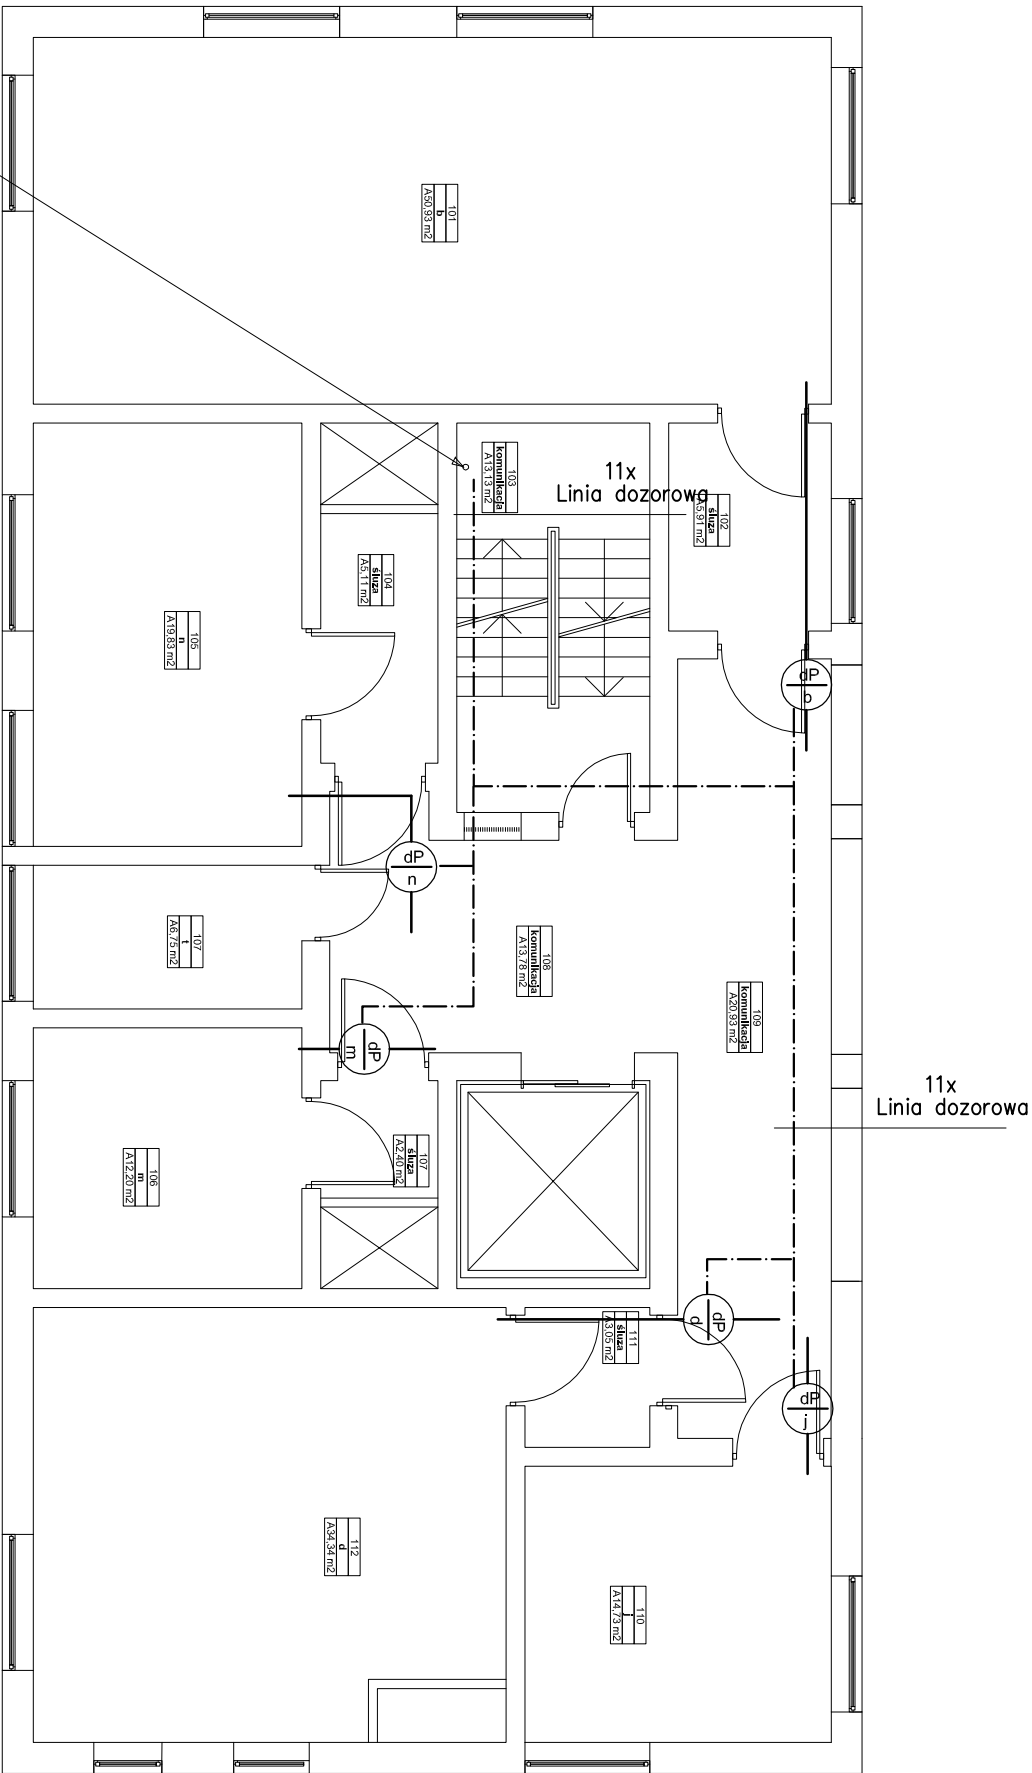 101
b
A50,93 m2
103
komunikacja
A13,13 m2
11x
Linia dozorowa
102
śluza
A5,91 m2
104
śluza
A5,11 m2
105
n
A19,83 m2
dP
b
dP
n
107
t
A6,75 m2
108
komunikacja
A13,78 m2
109
komunikacja
A20,93 m2
dP
m
11x
Linia dozorowa
107
śluza
A2,40 m2
106
m
A12,20 m2
dP
d
111
śluza
A3,05 m2
dP
j
112
d
A34,34 m2
110
j
A14,73 m2